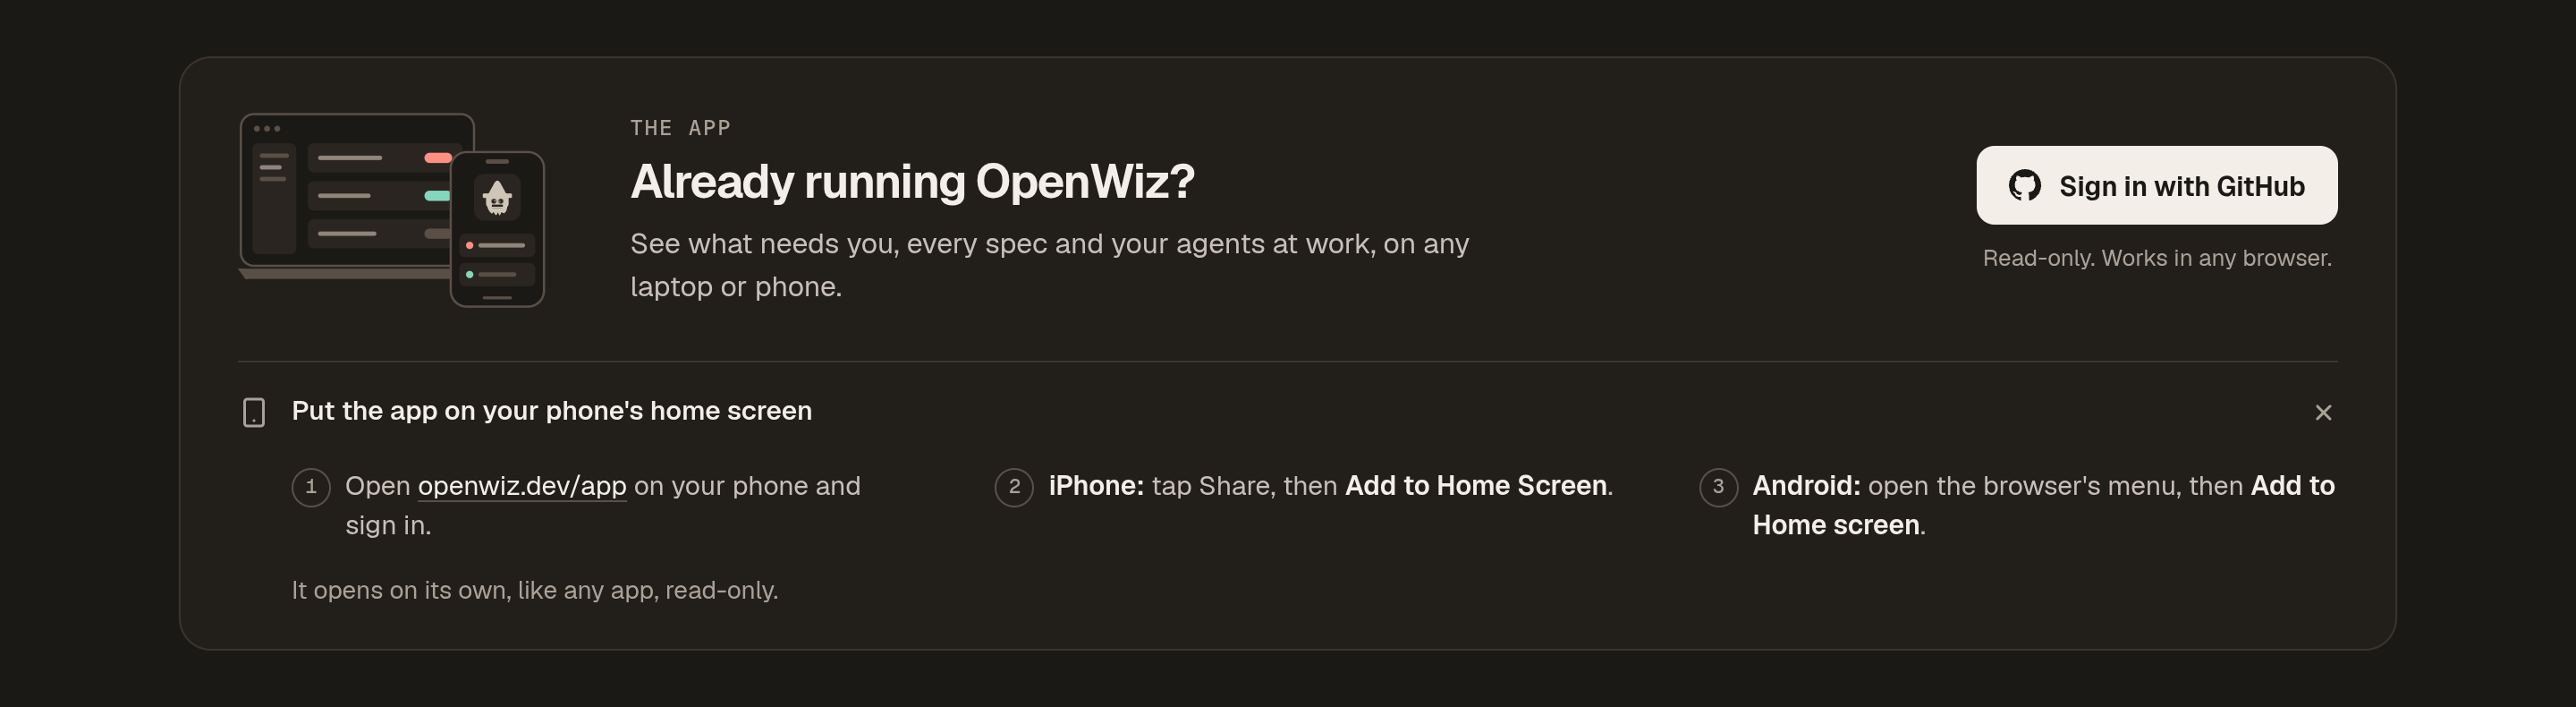 THE APP
Already running OpenWiz?
See what needs you, every spec and your agents at work, on any
laptop or phone.
Sign in with GitHub
Read-only. Works in any browser.
Put the app on your phone's home screen
1 Open openwiz.dev/app on your phone and
sign in.
2 iPhone: tap Share, then Add to Home Screen.
3 Android: open the browser's menu, then Add to
Home screen.
It opens on its own, like any app, read-only.